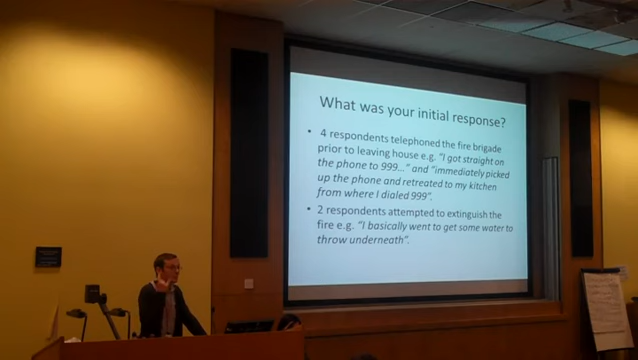 What was your initial response?
• 4 respondents telephoned the fire brigade
prior to leaving house e.g. "I got straight on
the phone to 999..." and "immediately picked
up the phone and retreated to my kitchen
from where I dialed 999".
• 2 respondents attempted to extinguish the
fire e.g. "I basically went to get some water to
throw underneath".